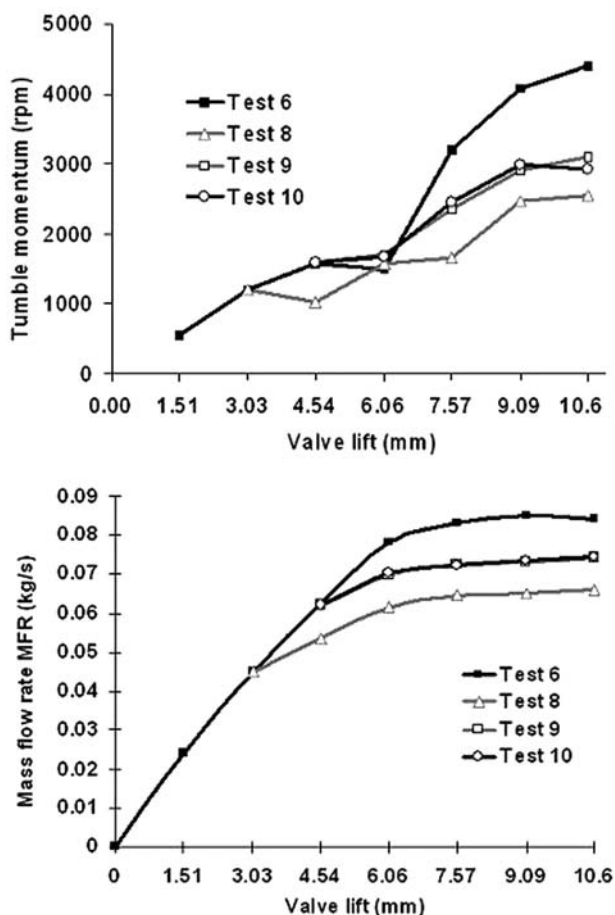 Tumble momentum (rpm)
5000
4000
3000
2000
1000
0
Test 6
Test 8
Test 9
Test 10
0.00 1.51 3.03 4.54 6.06 7.57 9.09 10.6
Valve lift (mm)
Mass flow rate MFR (kg/s)
0.09
0.08
0.07
0.06
0.05
0.04
0.03
0.02
0.01
0
Test 6
Test 8
Test 9
Test 10
0 1.51 3.03 4.54 6.06 7.57 9.09 10.6
Valve lift (mm)